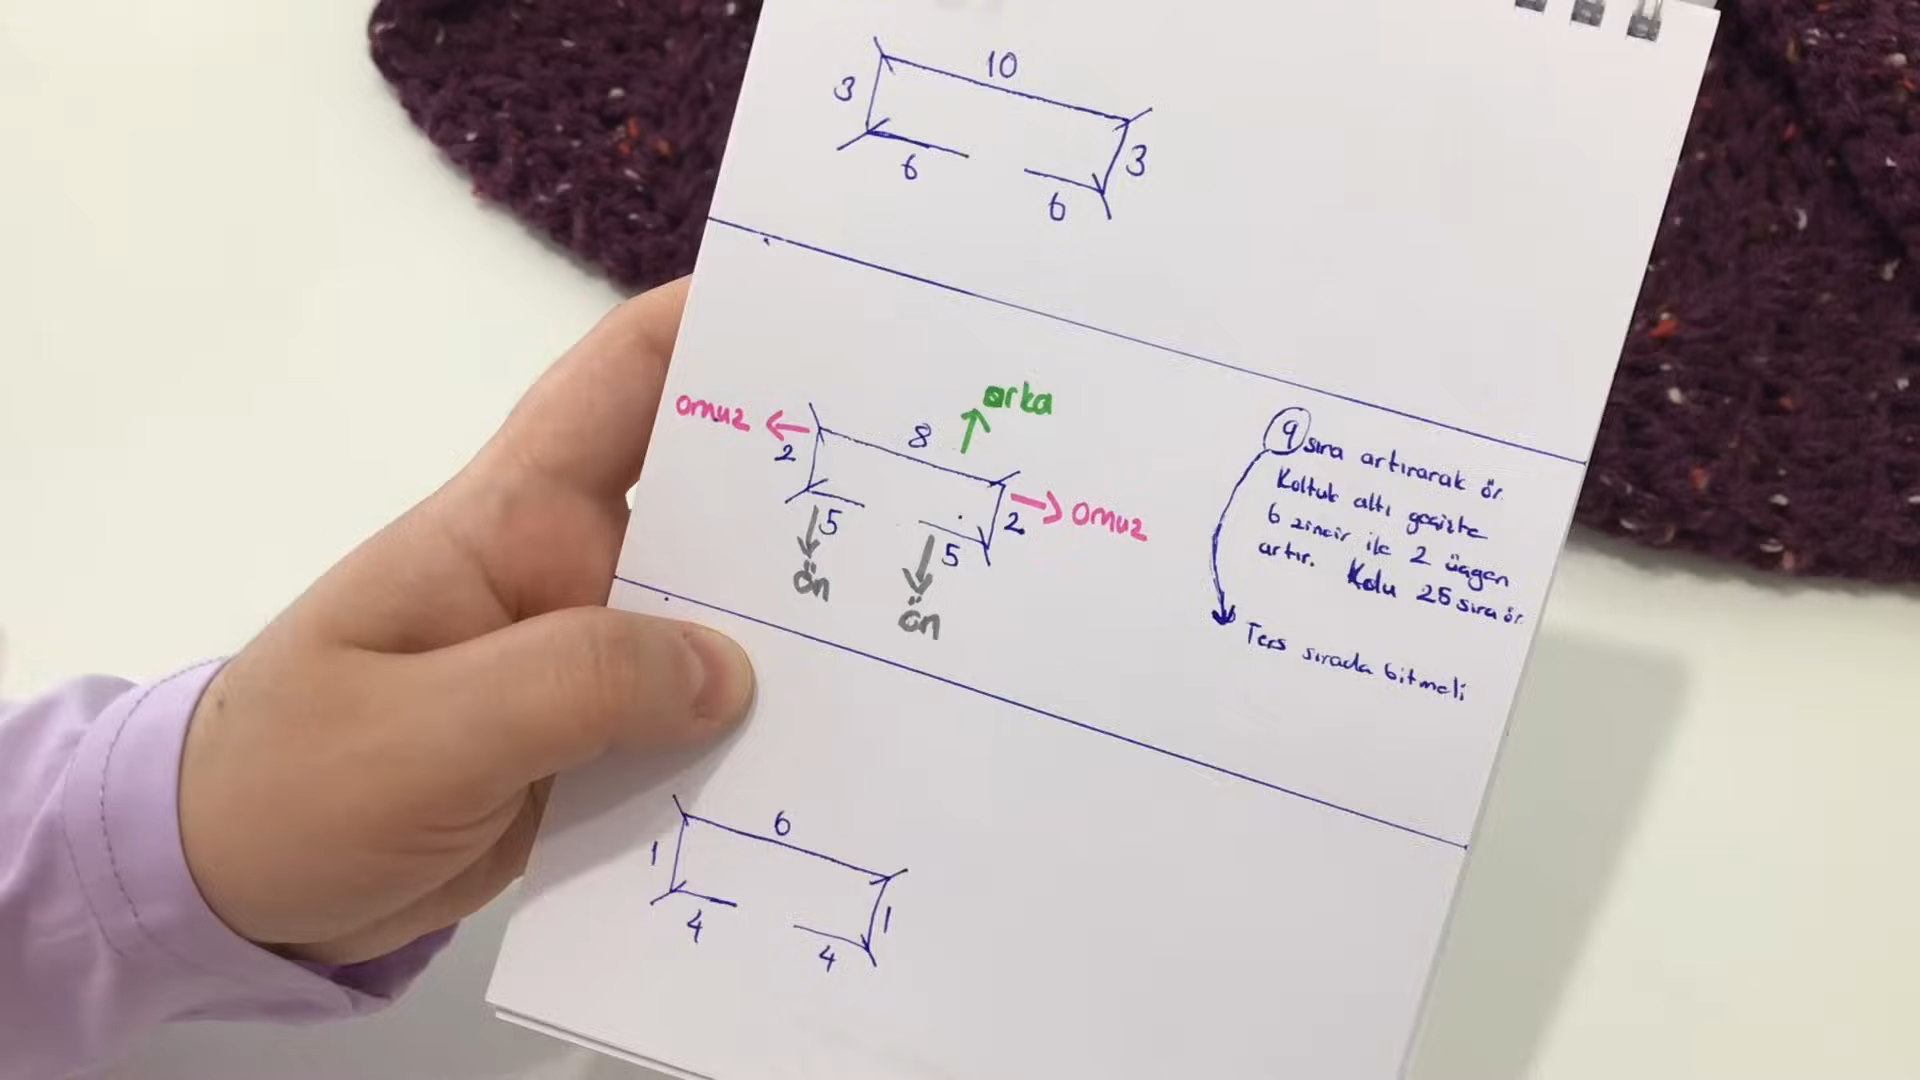 10
3
3
6
6
arka
omuz
8
2
2
omuz
5
5
ön
ön
9 sıra artırarak ör.
Koltuk altı geçişte
6 zincir ile 2 üçgen
artır. Kolu 25 sıra ör.
Ters sırada bitmeli
6
1
1
4
4